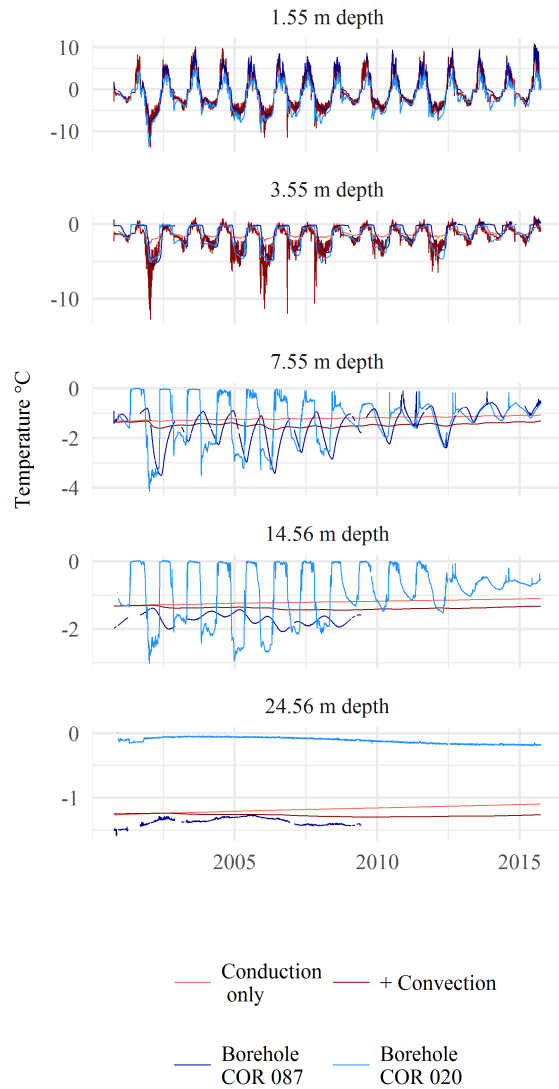 1.55 m depth
10
0
-10
3.55 m depth
0
-10
7.55 m depth
0
-2
-4
14.56 m depth
0
-2
24.56 m depth
0
-1
Temperature °C
2005 2010 2015
Conduction
only
+ Convection
Borehole
COR 087
Borehole
COR 020